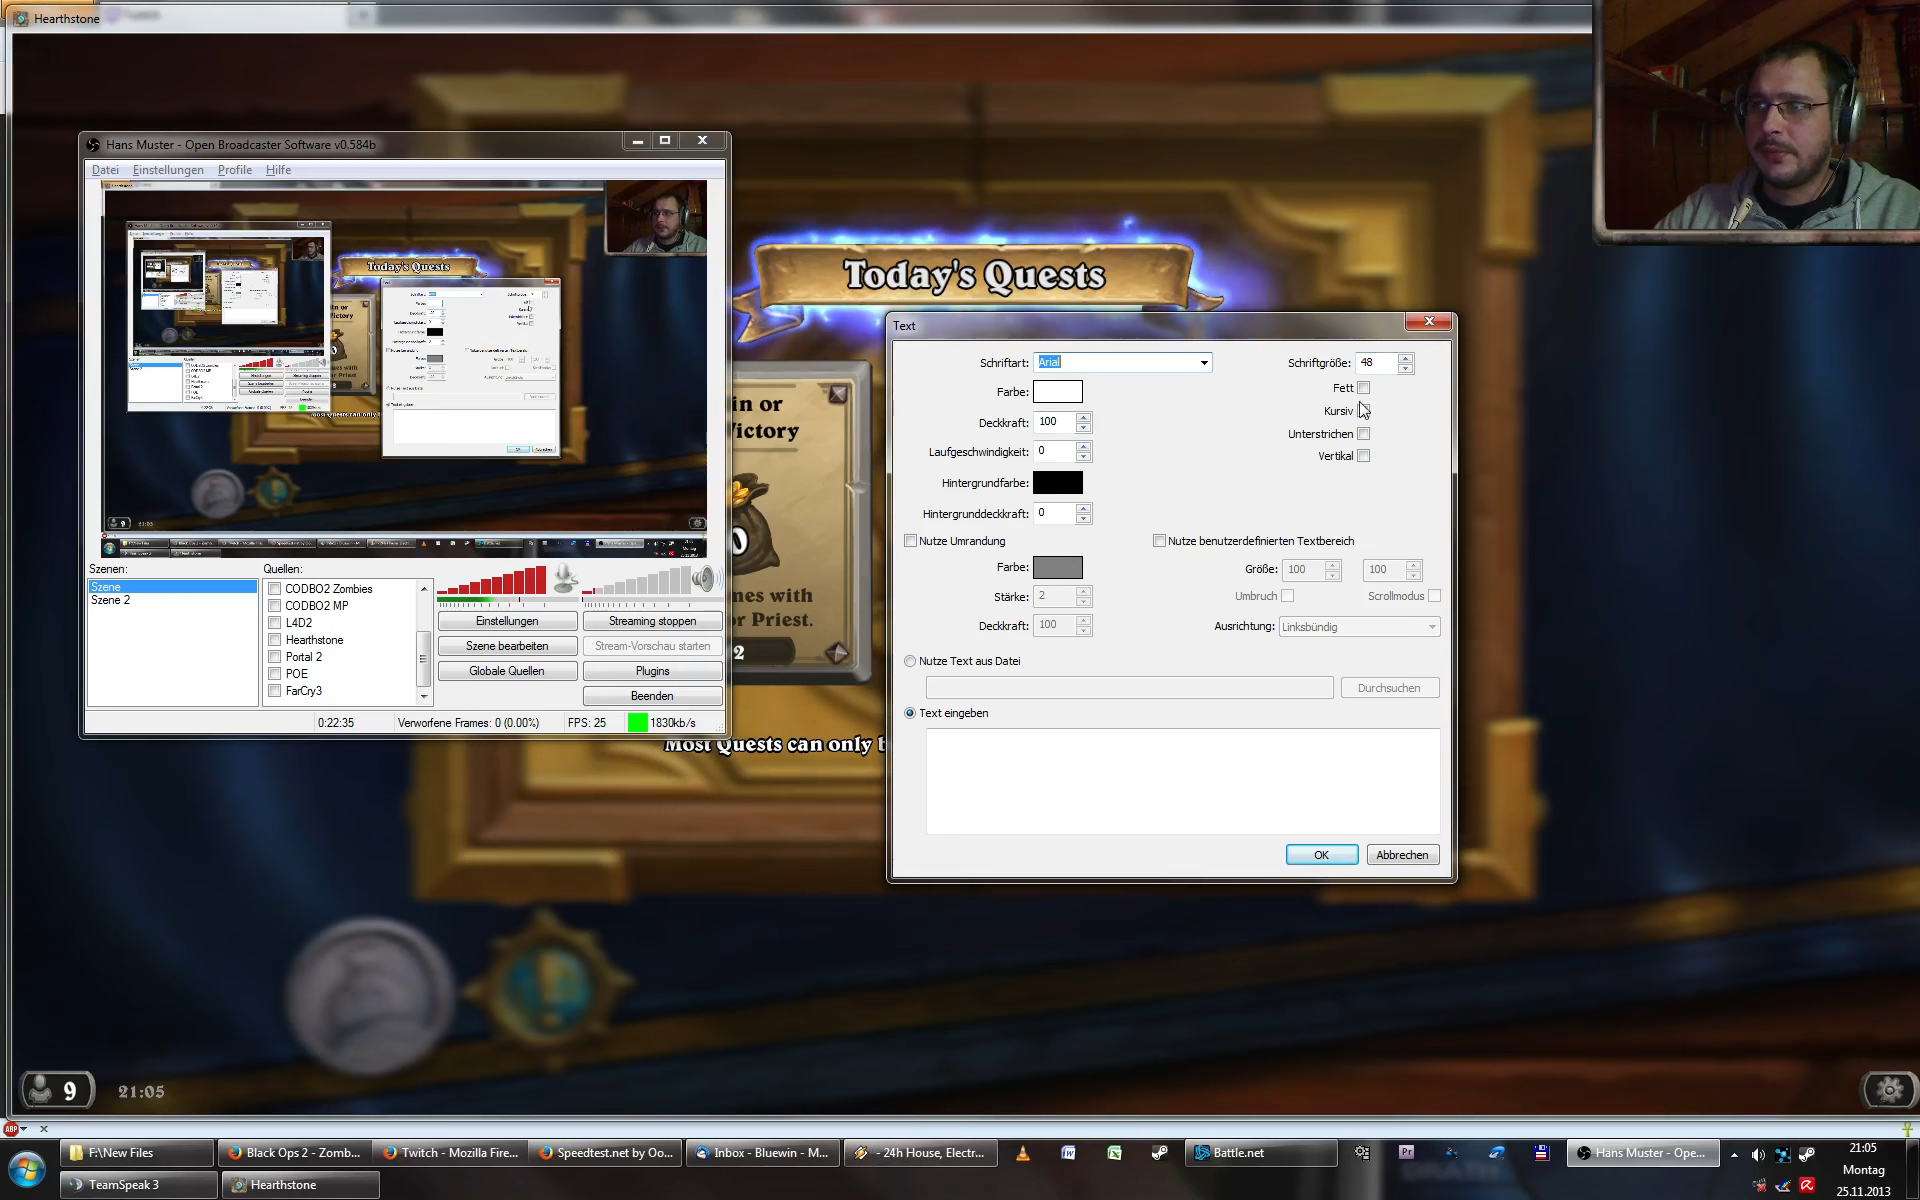 Hearthstone
Hans Muster - Open Broadcaster Software v0.584b
Datei Einstellungen Profile Hilfe
Today's Quests
Szenen:
Szene
Szene 2
Quellen:
CODBO2 Zombies
CODBO2 MP
L4D2
Hearthstone
Portal 2
POE
FarCry3
Einstellungen
Streaming stoppen
Szene bearbeiten
Stream-Vorschau starten
Globale Quellen
Plugins
Beenden
0:22:35
Verworfene Frames: 0 (0.00%)
FPS: 25
1830kb/s
in or
Victory
0
nes with
or Priest.
2
Most Quests can only b
Text
Schriftart: Arial
Schriftgröße: 48
Farbe:
Fett
Kursiv
Deckkraft: 100
Unterstrichen
Laufgeschwindigkeit: 0
Vertikal
Hintergrundfarbe:
Hintergrunddeckkraft: 0
Nutze Umrandung
Nutze benutzerdefinierten Textbereich
Farbe:
Größe: 100 100
Stärke: 2
Umbruch
Scrollmodus
Deckkraft: 100
Ausrichtung: Linksbündig
Nutze Text aus Datei
Durchsuchen
Text eingeben
OK
Abbrechen
9
21:05
ABP
F:\New Files
Black Ops 2 - Zomb...
Twitch - Mozilla Fire...
Speedtest.net by Oo...
Inbox - Bluewin - M...
- 24h House, Electr...
Battle.net
Pr
Hans Muster - Ope...
21:05
Montag
25.11.2013
TeamSpeak 3
Hearthstone